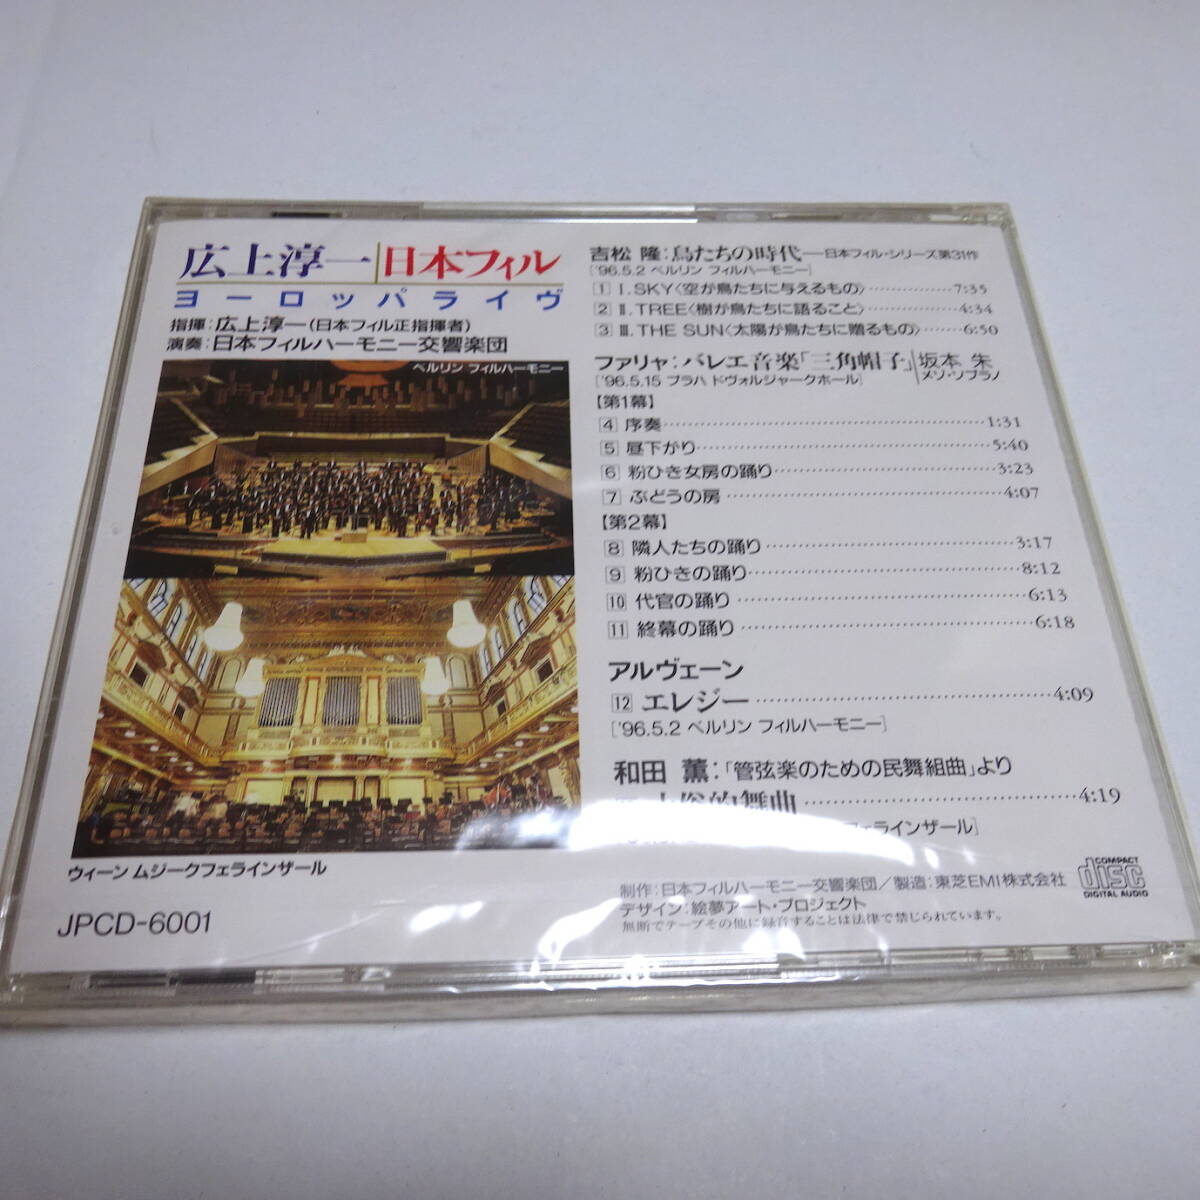 広上淳一 日本フィル
ヨーロッパライヴ
指揮：広上淳一(日本フィル正指揮者)
演奏：日本フィルハーモニー交響楽団
ベルリン フィルハーモニー
ウィーン ムジークフェラインザール
JPCD-6001
吉松 隆：鳥たちの時代—日本フィル・シリーズ第31作
['96.5.2 ベルリン フィルハーモニー]
1 Ⅰ. SKY〈空が鳥たちに与えるもの〉 7:35
2 Ⅱ. TREE〈樹が鳥たちに語ること〉 4:34
3 Ⅲ. THE SUN〈太陽が鳥たちに贈るもの〉 6:50
ファリャ：バレエ音楽「三角帽子」 坂本 朱 メゾ・ソプラノ
['96.5.15 プラハ ドヴォルジャークホール]
【第1幕】
4 序奏 1:31
5 昼下がり 5:40
6 粉ひき女房の踊り 3:23
7 ぶどうの房 4:07
【第2幕】
8 隣人たちの踊り 3:17
9 粉ひきの踊り 8:12
10 代官の踊り 6:13
11 終幕の踊り 6:18
アルヴェーン
12 エレジー 4:09
['96.5.2 ベルリン フィルハーモニー]
和田 薫：「管弦楽のための民舞組曲」より
土俗的舞曲 4:19
フェラインザール]
制作：日本フィルハーモニー交響楽団／製造：東芝EMI株式会社
デザイン：絵夢アート・プロジェクト
無断でテープその他に録音することは法律で禁じられています。
COMPACT
disc
DIGITAL AUDIO